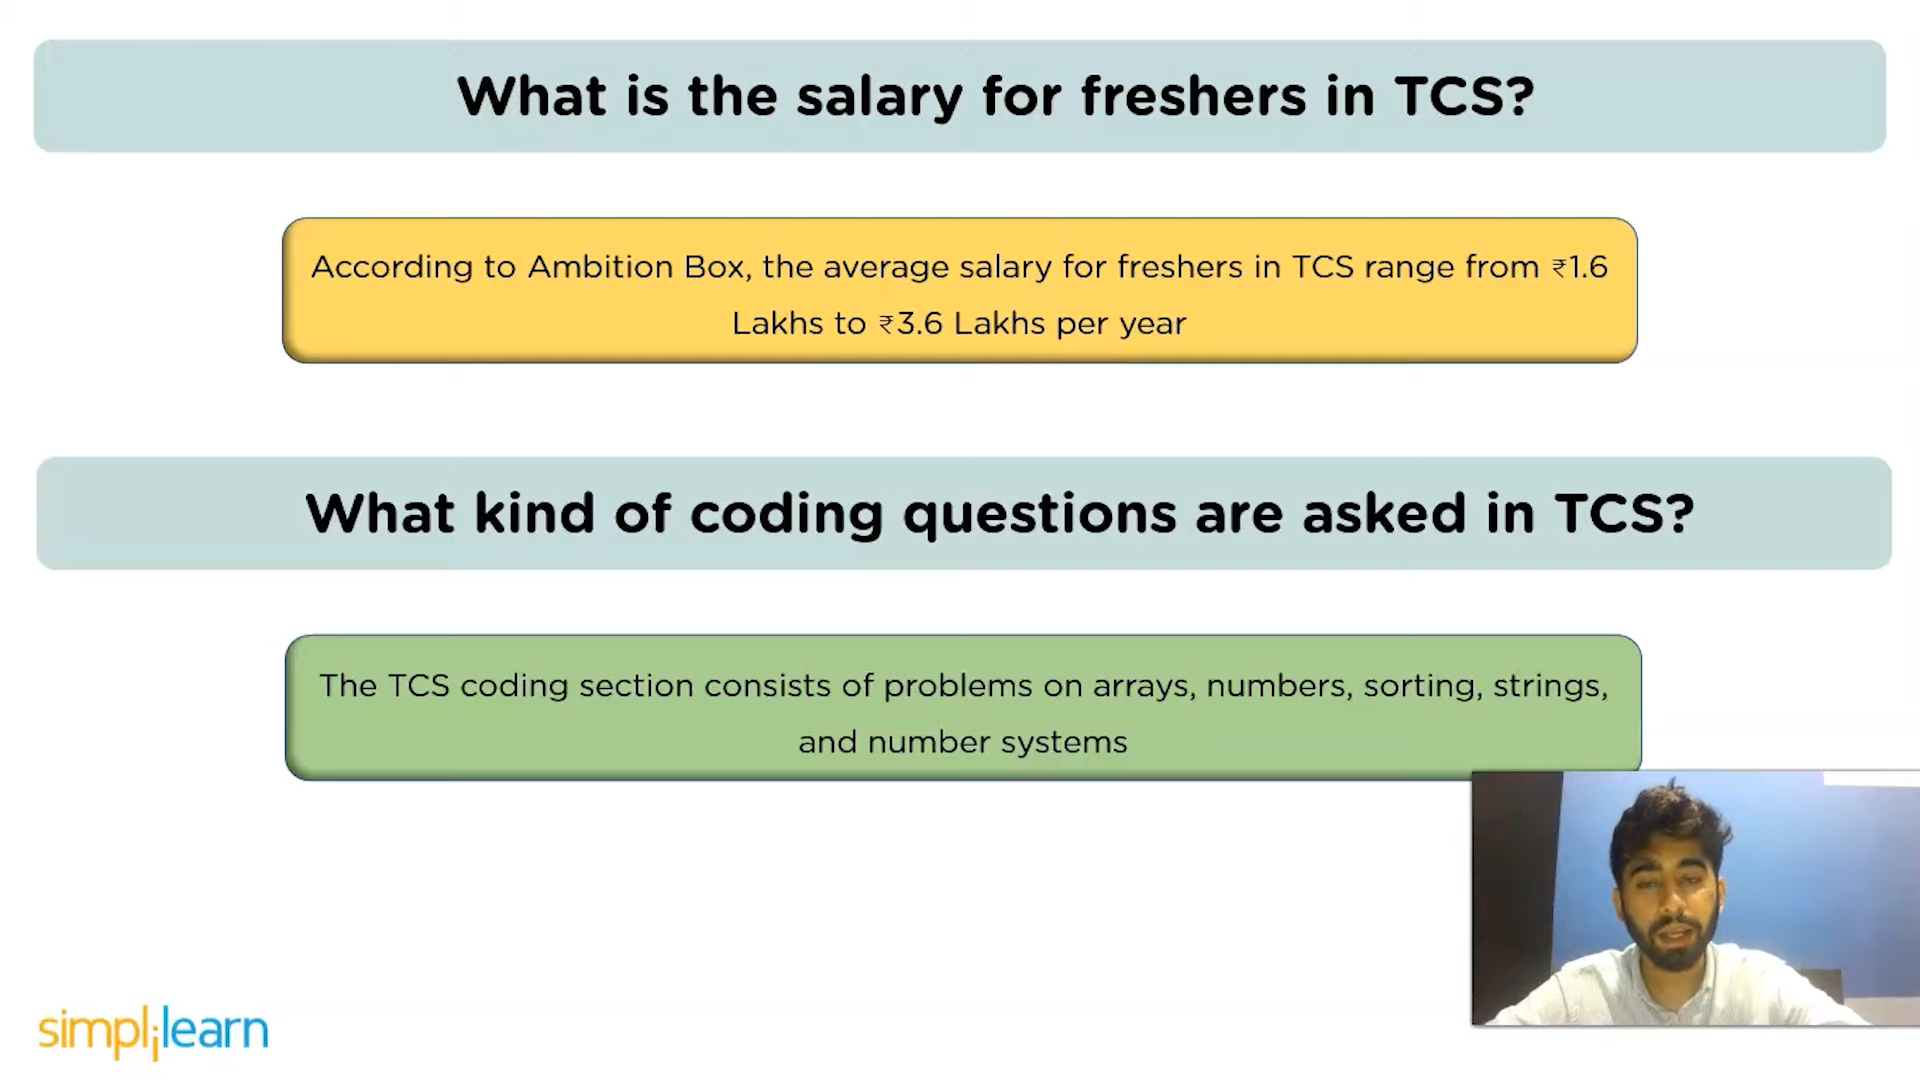 What is the salary for freshers in TCS?
According to Ambition Box, the average salary for freshers in TCS range from ₹1.6
Lakhs to ₹3.6 Lakhs per year
What kind of coding questions are asked in TCS?
The TCS coding section consists of problems on arrays, numbers, sorting, strings,
and number systems
simplilearn